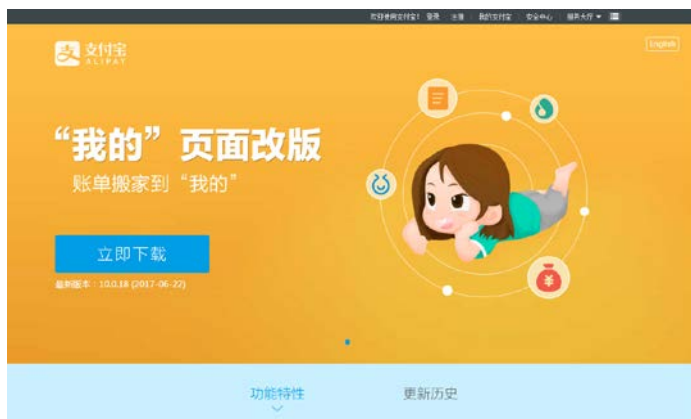 欢迎使用支付宝! 登录 注册 我的支付宝 安全中心 服务大厅
支付宝
ALIPAY
English
“我的”页面改版
账单搬家到“我的”
立即下载
最新版本：10.0.18 (2017-06-22)
功能特性
更新历史